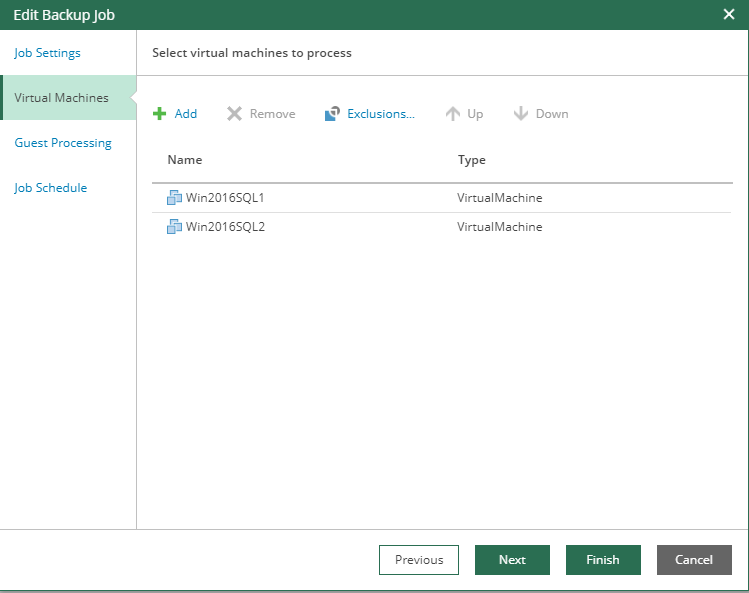 Edit Backup Job
Job Settings
Virtual Machines
Guest Processing
Job Schedule
Select virtual machines to process
Add Remove Exclusions... Up Down
Name Type
Win2016SQL1 VirtualMachine
Win2016SQL2 VirtualMachine
Previous Next Finish Cancel